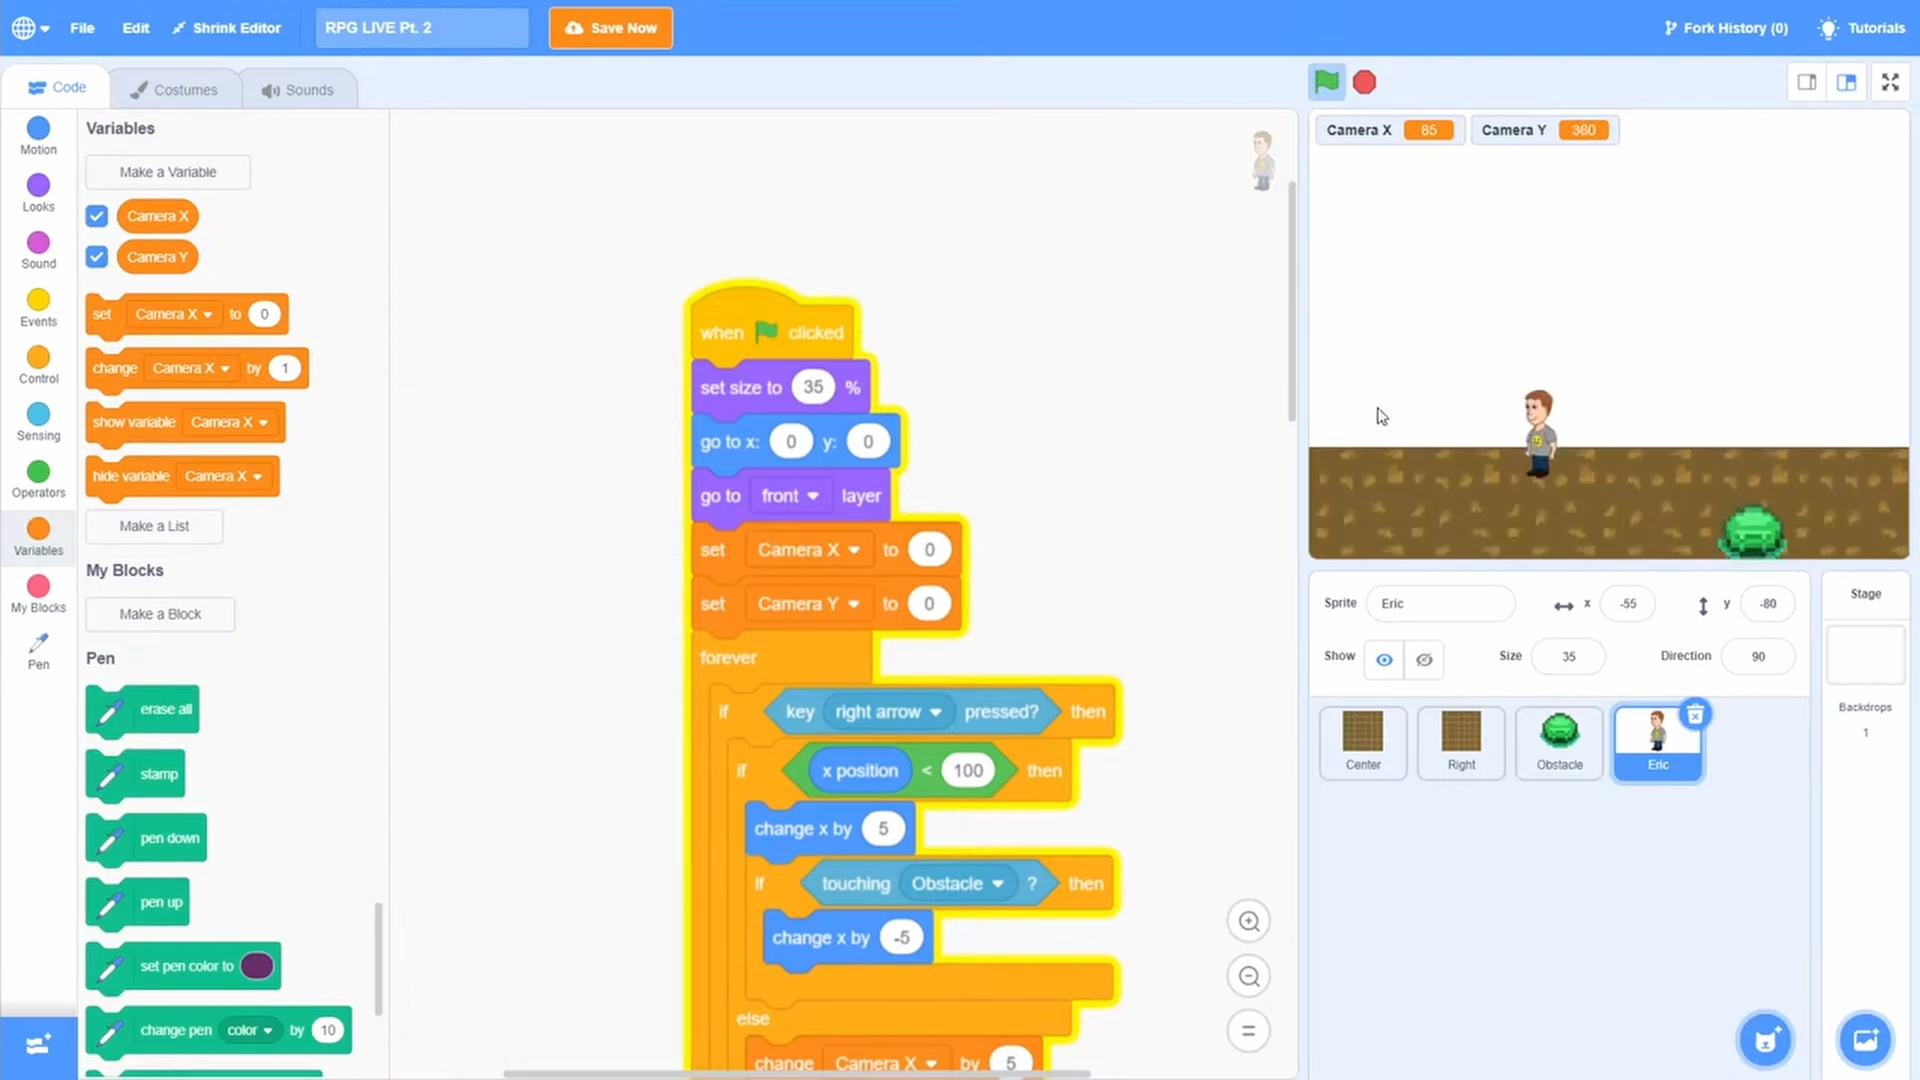 File Edit Shrink Editor RPG LIVE Pt. 2 Save Now Fork History (0) Tutorials
Code Costumes Sounds
Motion
Looks
Sound
Events
Control
Sensing
Operators
Variables
My Blocks
Pen
Variables
Make a Variable
Camera X
Camera Y
set Camera X to 0
change Camera X by 1
show variable Camera X
hide variable Camera X
Make a List
My Blocks
Make a Block
Pen
erase all
stamp
pen down
pen up
set pen color to
change pen color by 10
when clicked
set size to 35 %
go to x: 0 y: 0
go to front layer
set Camera X to 0
set Camera Y to 0
forever
if key right arrow pressed? then
if x position < 100 then
change x by 5
if touching Obstacle ? then
change x by -5
else
change Camera X by 5
Camera X 85 Camera Y 360
Sprite Eric x -55 y -80
Show Size 35 Direction 90
Center Right Obstacle Eric
Stage
Backdrops
1